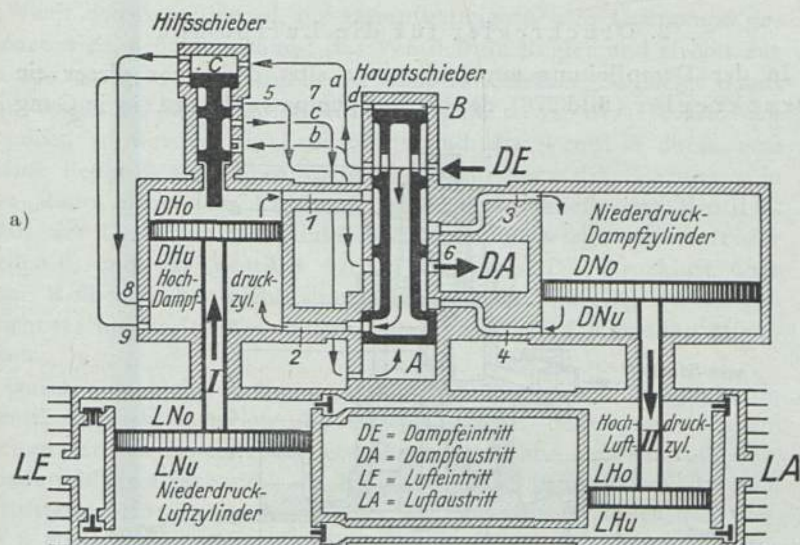 Hilfsschieber
Hauptschieber
C
a
5
7
d
B
c
b
DE
a)
DHo
1
3
Niederdruck-
Dampfzylinder
DHu
6
DA
DNo
Hoch-
Dampf-
druck-
zyl.
8
9
DNu
2
A
4
I
LE
LNo
LNu
Niederdruck-
Luftzylinder
DE = Dampfeintritt
DA = Dampfaustritt
LE = Lufteintritt
LA = Luftaustritt
Hoch-
Luft-
II
druck-
zyl.
LHo
LHu
LA